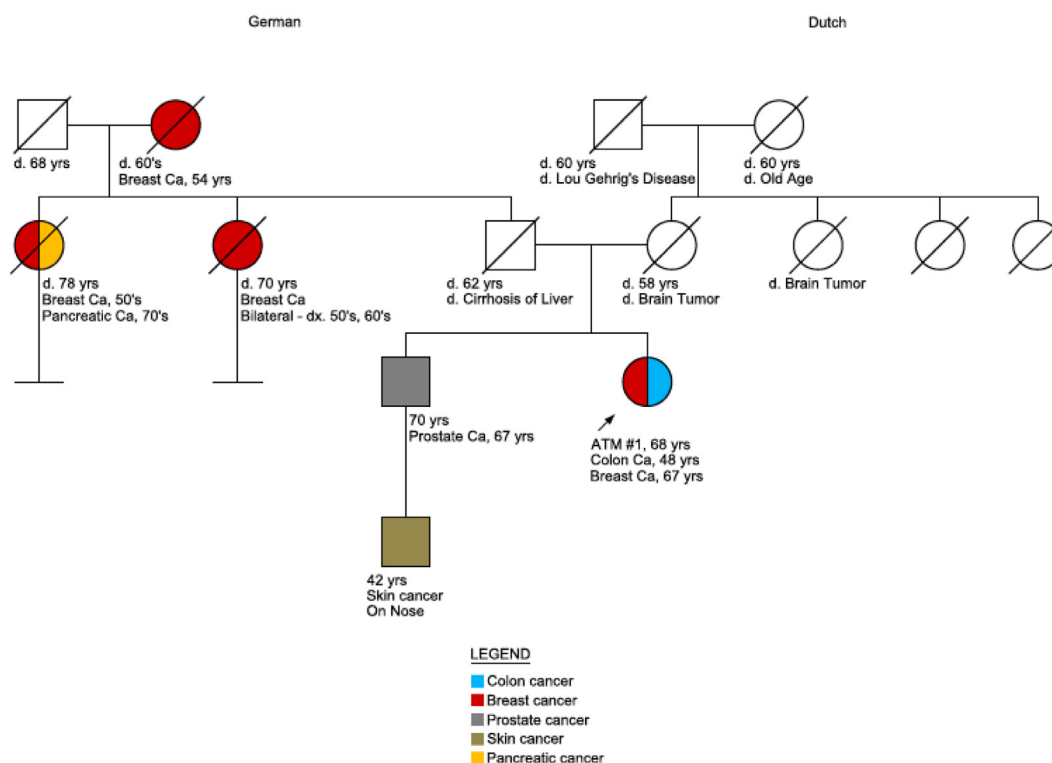 German
Dutch
d. 68 yrs
d. 60's
Breast Ca, 54 yrs
d. 60 yrs
d. Lou Gehrig's Disease
d. 60 yrs
d. Old Age
d. 78 yrs
Breast Ca, 50's
Pancreatic Ca, 70's
d. 70 yrs
Breast Ca
Bilateral - dx. 50's, 60's
d. 62 yrs
d. Cirrhosis of Liver
d. 58 yrs
d. Brain Tumor
d. Brain Tumor
70 yrs
Prostate Ca, 67 yrs
ATM #1, 68 yrs
Colon Ca, 48 yrs
Breast Ca, 67 yrs
42 yrs
Skin cancer
On Nose
LEGEND
Colon cancer
Breast cancer
Prostate cancer
Skin cancer
Pancreatic cancer